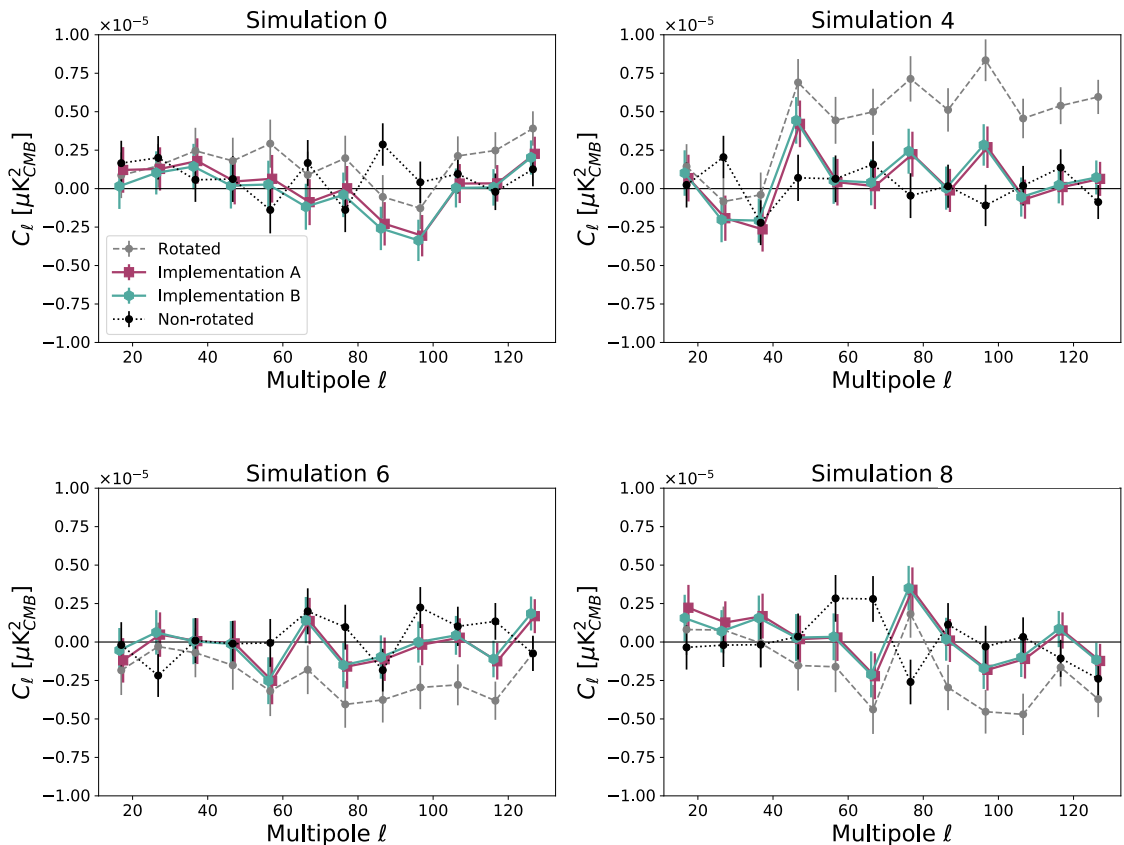 Simulation 0
×10⁻⁵
1.00
0.75
0.50
0.25
0.00
−0.25
−0.50
−0.75
−1.00
C_ℓ [μK²_CMB]
Rotated
Implementation A
Implementation B
Non-rotated
20 40 60 80 100 120
Multipole ℓ
Simulation 4
×10⁻⁵
1.00
0.75
0.50
0.25
0.00
−0.25
−0.50
−0.75
−1.00
C_ℓ [μK²_CMB]
20 40 60 80 100 120
Multipole ℓ
Simulation 6
×10⁻⁵
1.00
0.75
0.50
0.25
0.00
−0.25
−0.50
−0.75
−1.00
C_ℓ [μK²_CMB]
20 40 60 80 100 120
Multipole ℓ
Simulation 8
×10⁻⁵
1.00
0.75
0.50
0.25
0.00
−0.25
−0.50
−0.75
−1.00
C_ℓ [μK²_CMB]
20 40 60 80 100 120
Multipole ℓ